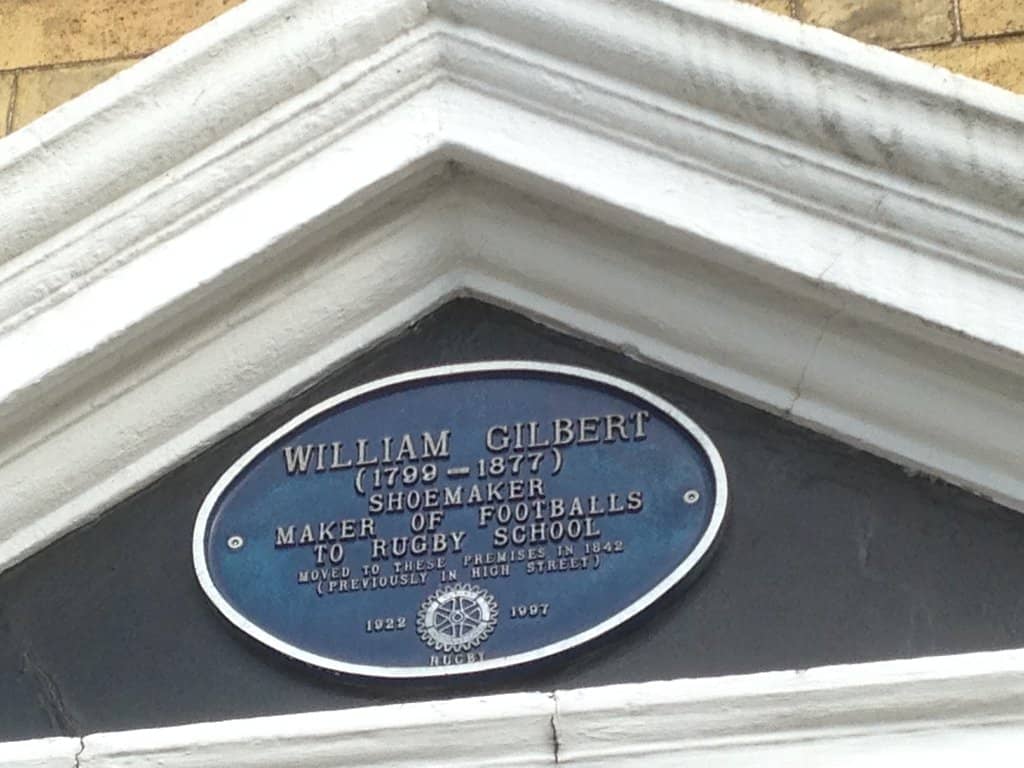 WILLIAM GILBERT
(1799-1877)
SHOEMAKER
MAKER OF FOOTBALLS
TO RUGBY SCHOOL
MOVED TO THESE PREMISES IN 1842
(PREVIOUSLY IN HIGH STREET)
1922 1997
RUGBY